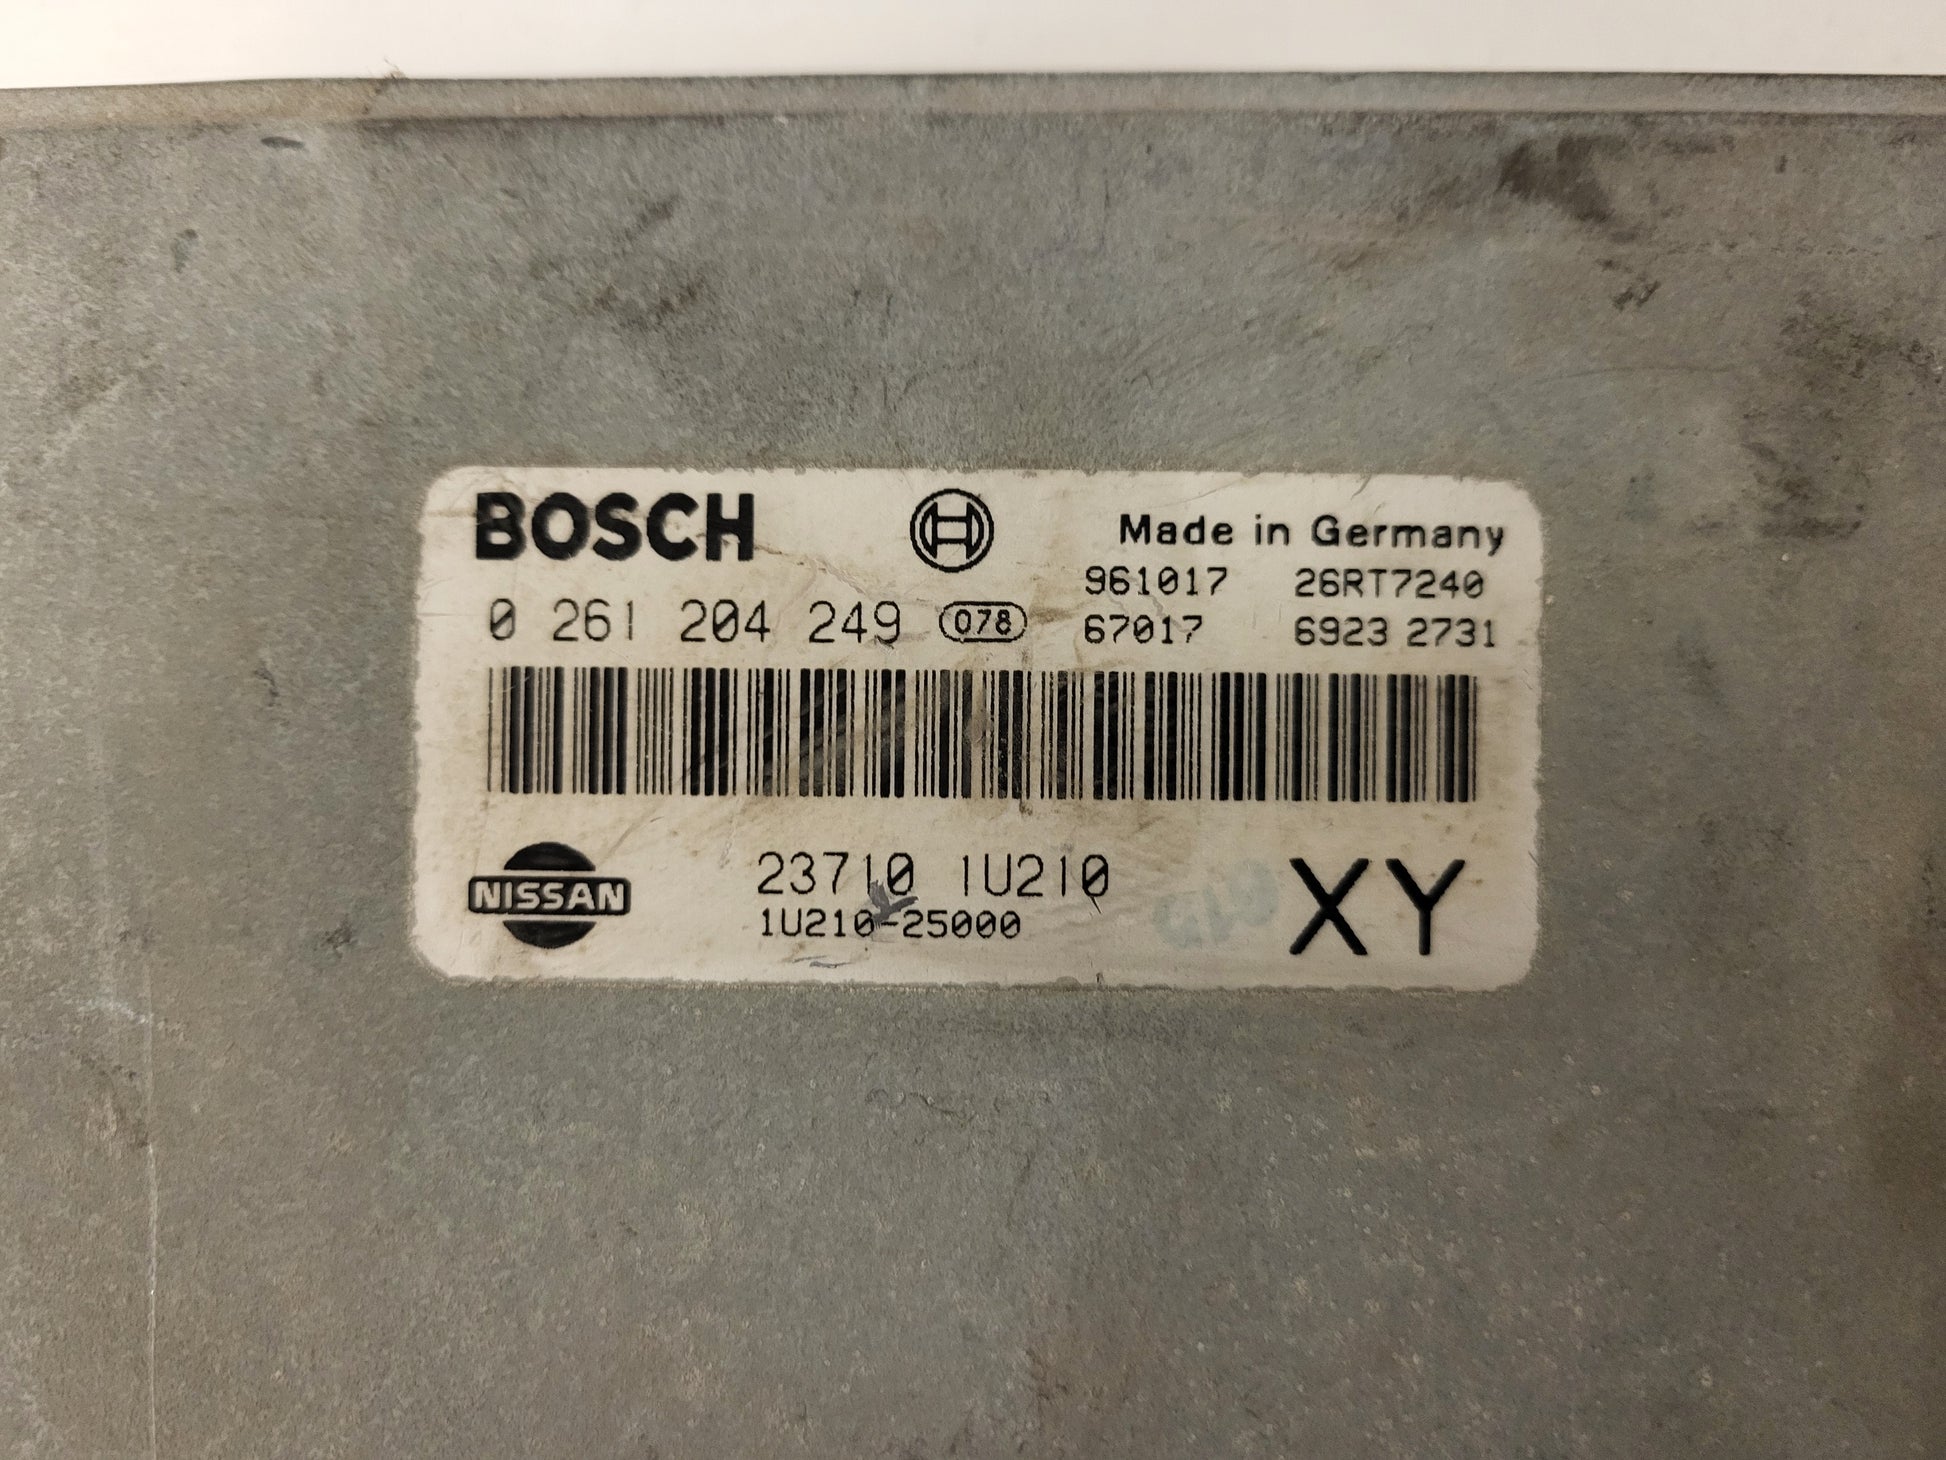 BOSCH
Made in Germany
961017 26RT7240
0 261 204 249 078 67017 6923 2731
NISSAN
23710 1U210
1U210-25000
XY